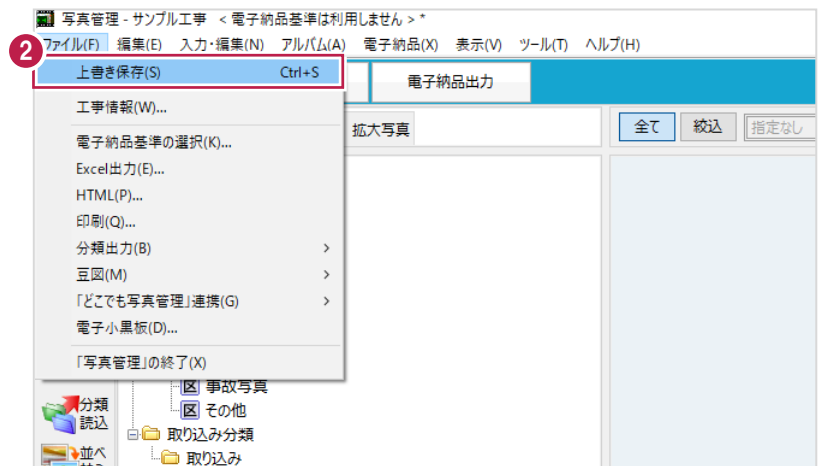 写真管理 - サンプル工事 <電子納品基準は利用しません> *
ファイル(F) 編集(E) 入力・編集(N) アルバム(A) 電子納品(X) 表示(V) ツール(T) ヘルプ(H)
2
上書き保存(S) Ctrl+S
電子納品出力
工事情報(W)...
拡大写真
全て 絞込 指定なし
電子納品基準の選択(K)...
Excel出力(E)...
HTML(P)...
印刷(Q)...
分類出力(B) >
豆図(M) >
「どこでも写真管理」連携(G) >
電子小黒板(D)...
「写真管理」の終了(X)
区 事故写真
分類
読込
区 その他
取り込み分類
並べ
取り込み